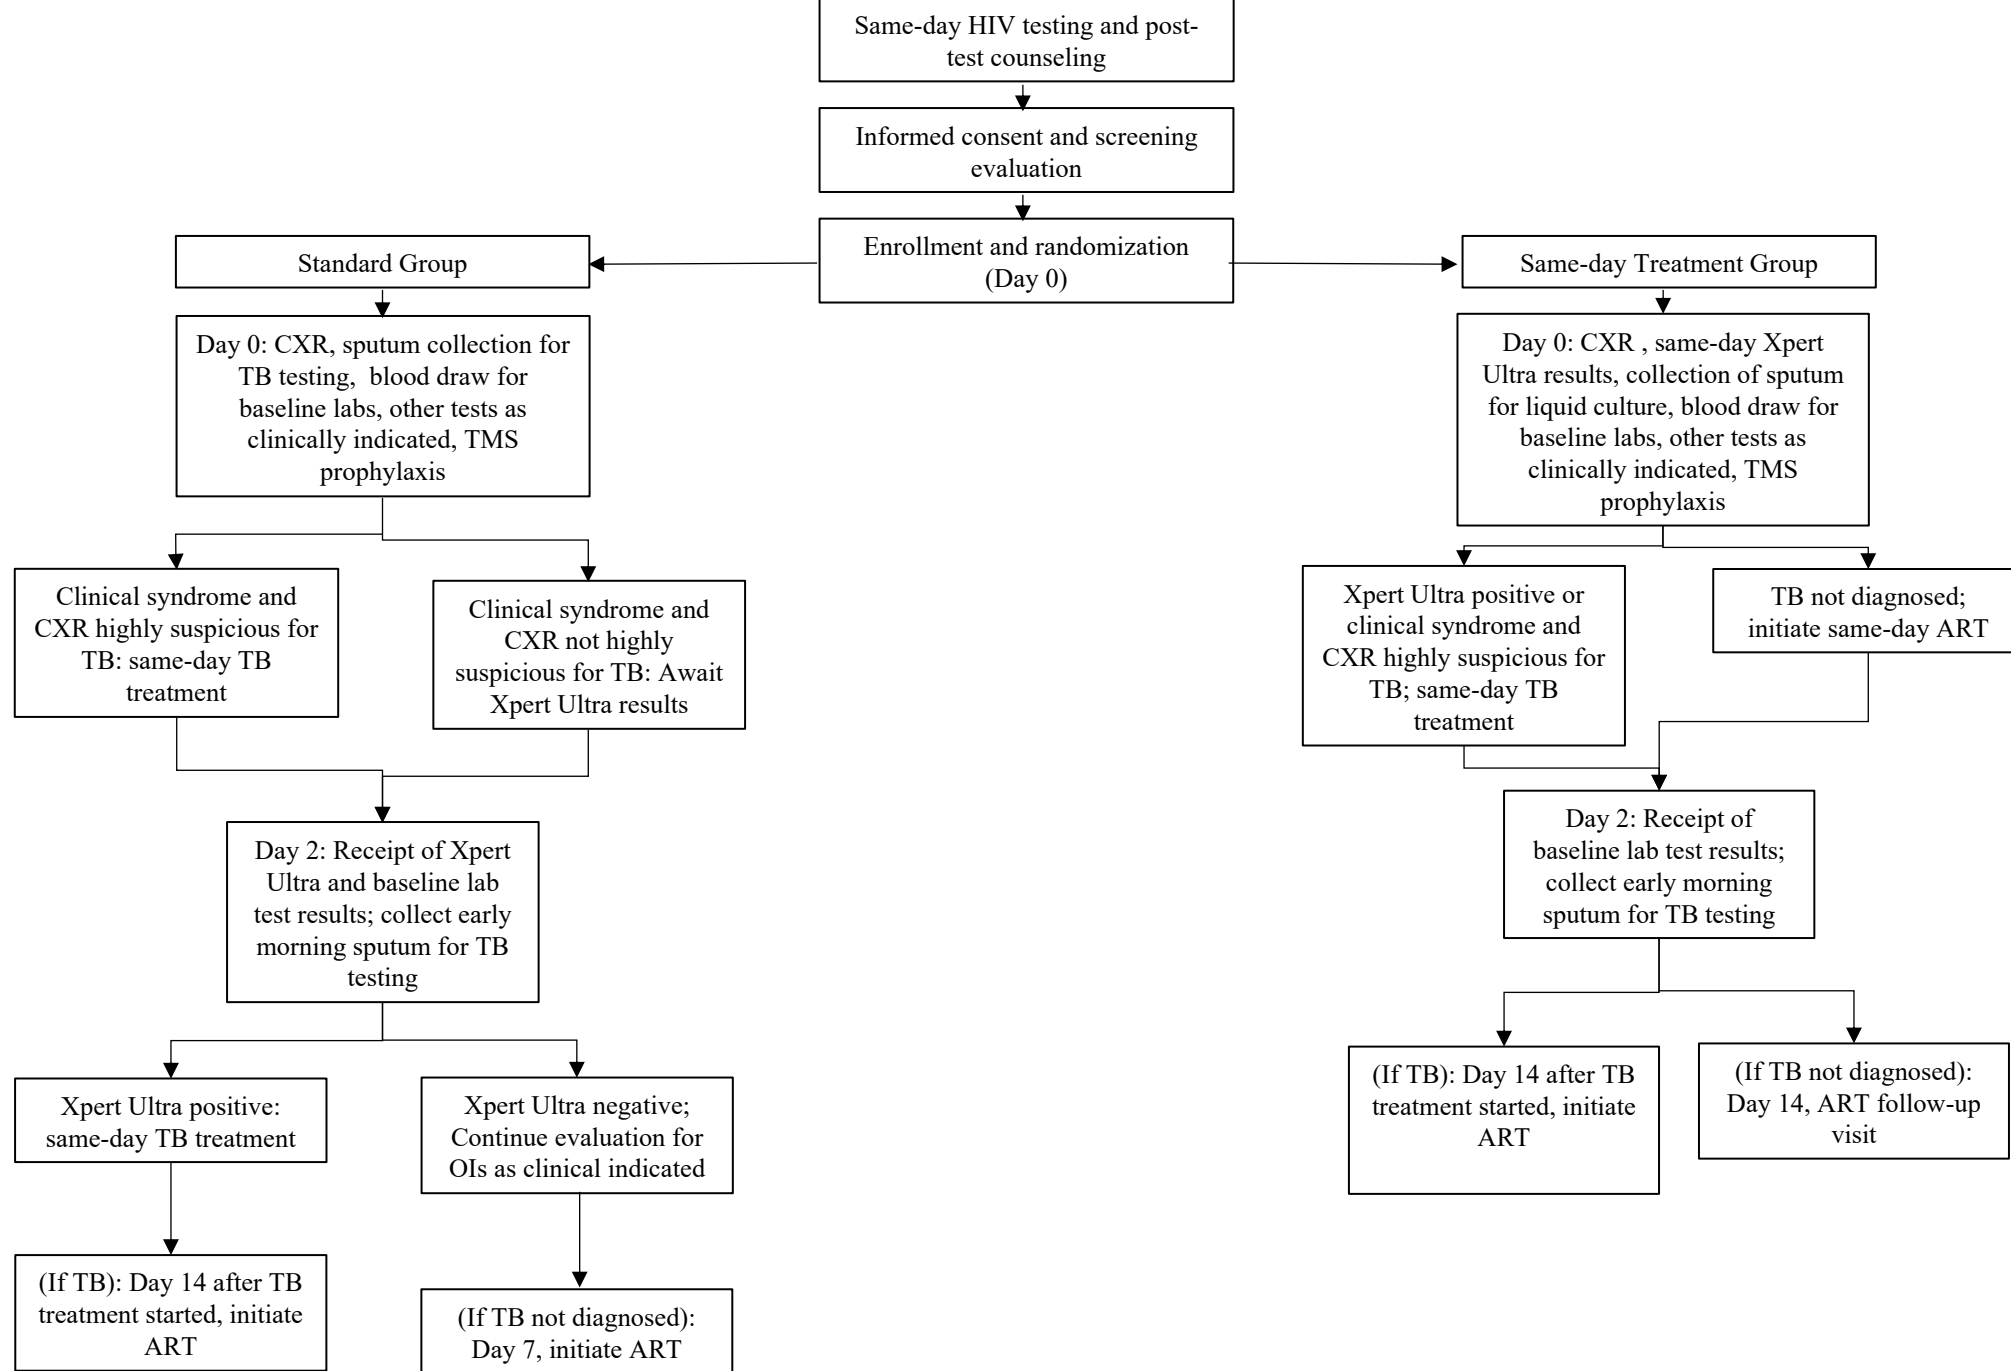 Same-day HIV testing and post-
test counseling
Informed consent and screening
evaluation
Enrollment and randomization
(Day 0)
Standard Group
Day 0: CXR, sputum collection for
TB testing, blood draw for
baseline labs, other tests as
clinically indicated, TMS
prophylaxis
Clinical syndrome and
CXR highly suspicious for
TB: same-day TB
treatment
Clinical syndrome and
CXR not highly
suspicious for TB: Await
Xpert Ultra results
Day 2: Receipt of Xpert
Ultra and baseline lab
test results; collect early
morning sputum for TB
testing
Xpert Ultra positive:
same-day TB treatment
Xpert Ultra negative;
Continue evaluation for
OIs as clinical indicated
(If TB): Day 14 after TB
treatment started, initiate
ART
(If TB not diagnosed):
Day 7, initiate ART
Same-day Treatment Group
Day 0: CXR , same-day Xpert
Ultra results, collection of sputum
for liquid culture, blood draw for
baseline labs, other tests as
clinically indicated, TMS
prophylaxis
Xpert Ultra positive or
clinical syndrome and
CXR highly suspicious for
TB; same-day TB
treatment
TB not diagnosed;
initiate same-day ART
Day 2: Receipt of
baseline lab test results;
collect early morning
sputum for TB testing
(If TB): Day 14 after TB
treatment started, initiate
ART
(If TB not diagnosed):
Day 14, ART follow-up
visit